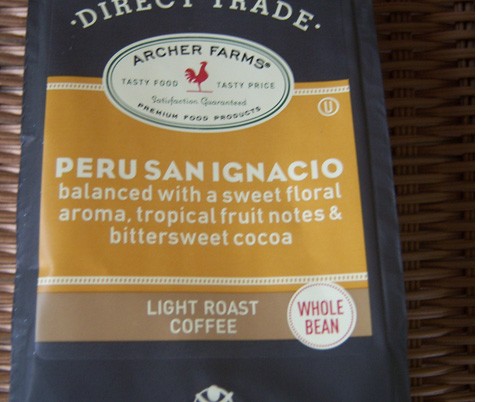 ·DIRECT TRADE·
ARCHER FARMS®
TASTY FOOD TASTY PRICE
Satisfaction Guaranteed
PREMIUM FOOD PRODUCTS
U
PERU SAN IGNACIO
balanced with a sweet floral
aroma, tropical fruit notes &
bittersweet cocoa
LIGHT ROAST
COFFEE
WHOLE
BEAN